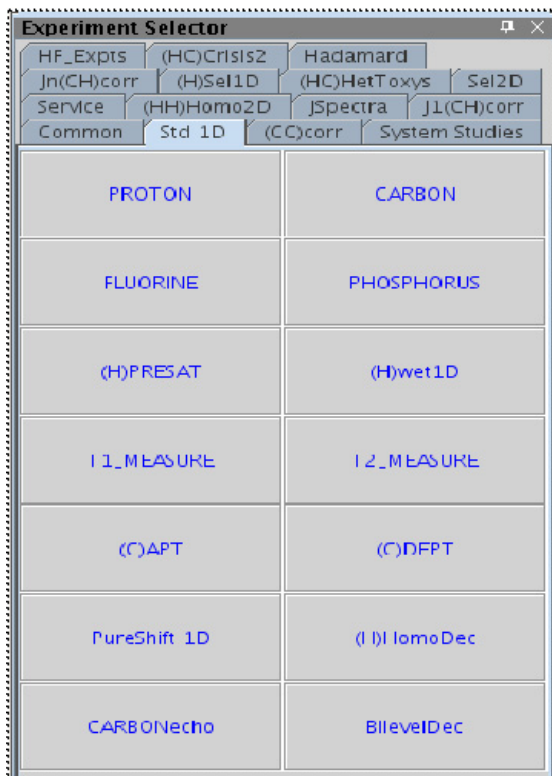 Experiment Selector
HF_Expts (HC)Crisis2 Hadamard
Jn(CH)corr (H)Sel1D (HC)HetToxys Sel2D
Service (HH)Homo2D JSpectra J1(CH)corr
Common Std 1D (CC)corr System Studies
PROTON CARBON
FLUORINE PHOSPHORUS
(H)PRESAT (H)wet1D
T1_MEASURE T2_MEASURE
(C)APT (C)DEPT
PureShift 1D (H)HomoDec
CARBONecho BilevelDec